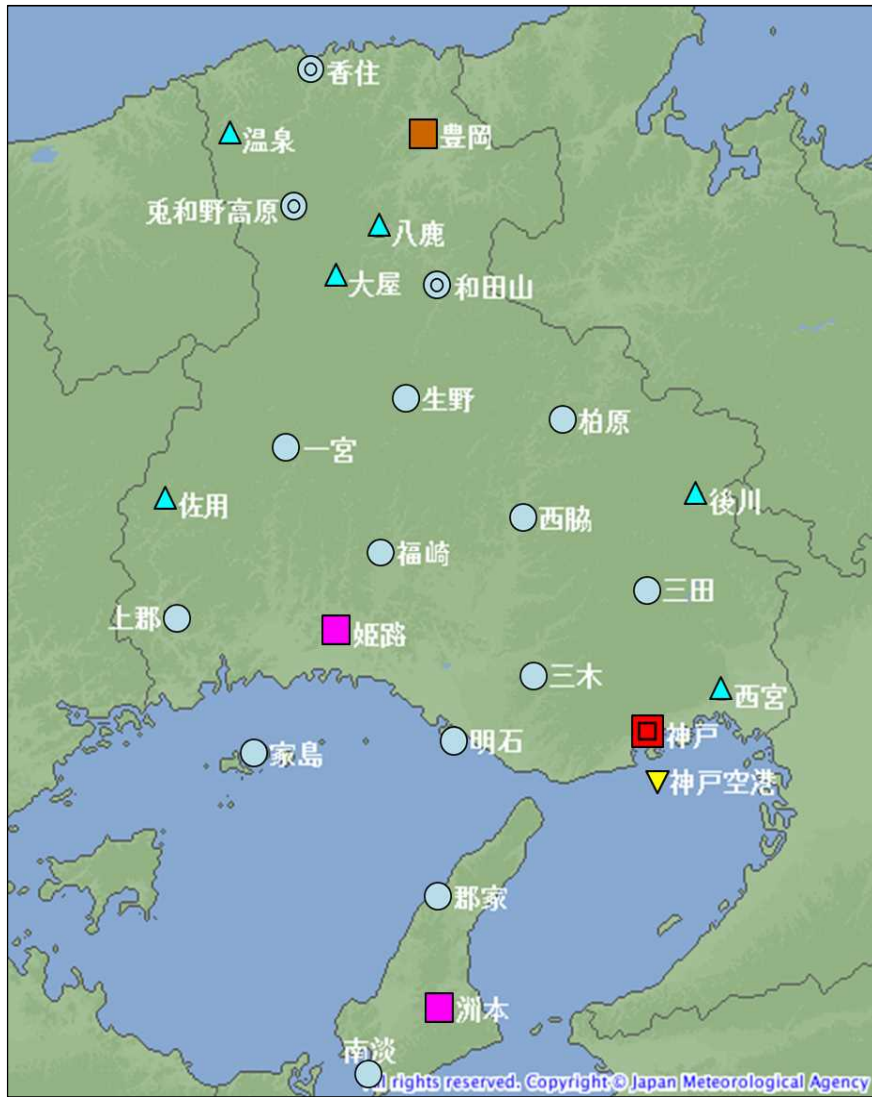 香住
温泉
豊岡
兎和野高原
八鹿
大屋
和田山
生野
柏原
一宮
佐用
後川
西脇
福崎
三田
上郡
姫路
三木
西宮
神戸
明石
家島
神戸空港
郡家
洲本
南淡
All rights reserved. Copyright © Japan Meteorological Agency